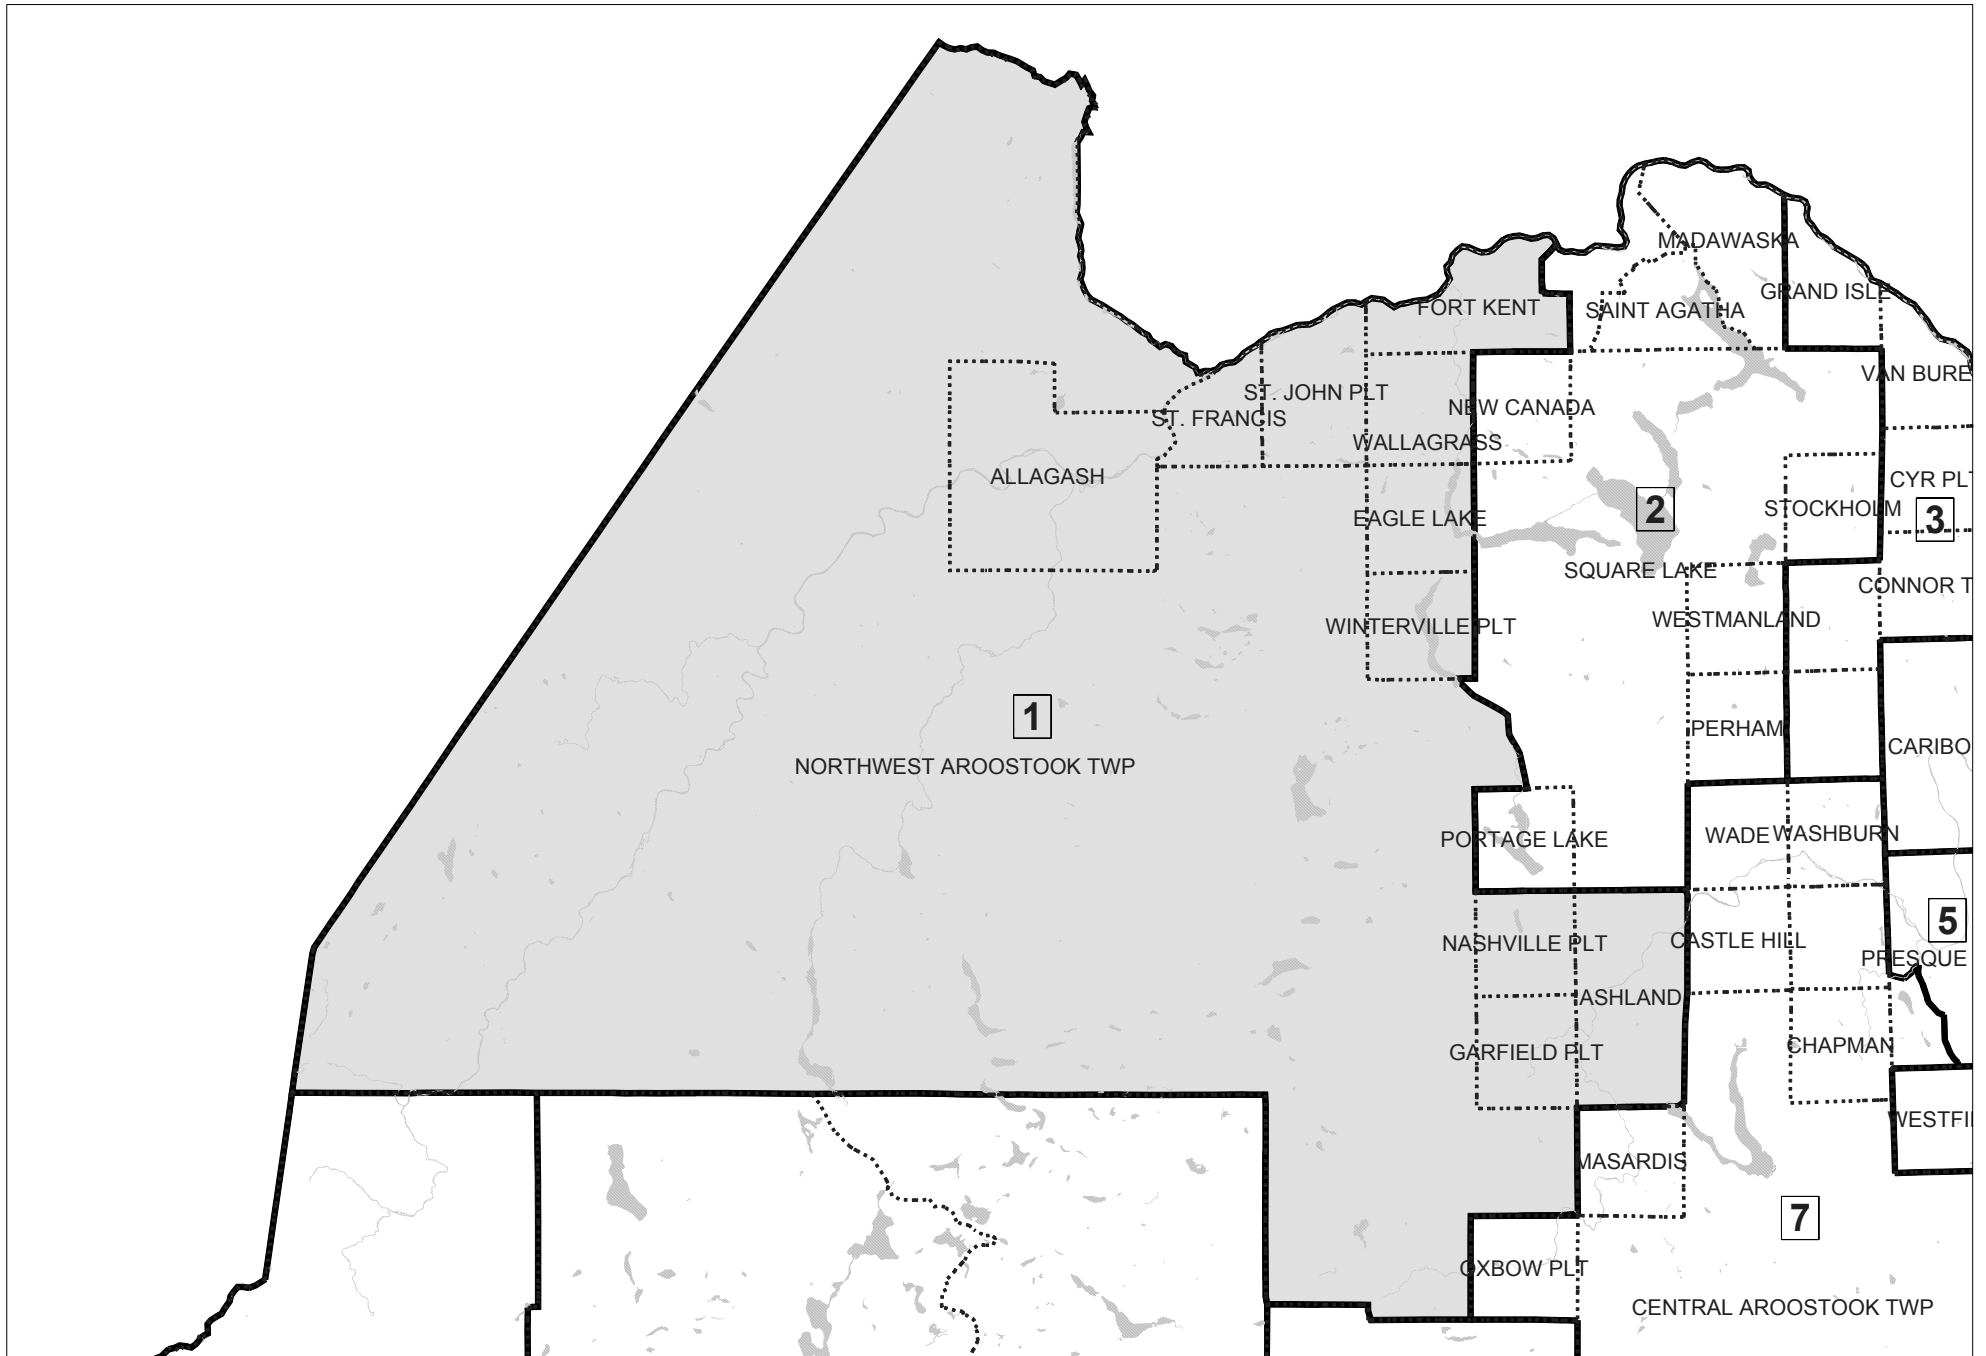 MADAWASKA
GRAND ISLE
FORT KENT
SAINT AGATHA
VAN BURE
ST. JOHN PLT
NEW CANADA
ST. FRANCIS
WALLAGRASS
ALLAGASH
CYR PLT
2
STOCKHOLM
3
EAGLE LAKE
SQUARE LAKE
CONNOR T
WESTMANLAND
WINTERVILLE PLT
1
PERHAM
CARIBO
NORTHWEST AROOSTOOK TWP
PORTAGE LAKE
WADE
WASHBURN
5
NASHVILLE PLT
CASTLE HILL
PRESQUE
ASHLAND
GARFIELD PLT
CHAPMAN
WESTFI
MASARDIS
7
OXBOW PLT
CENTRAL AROOSTOOK TWP